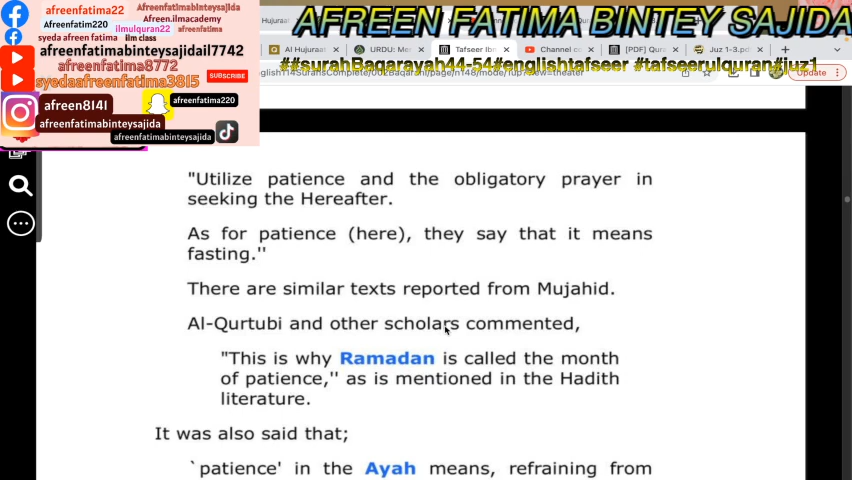 AFREEN FATIMA BINTEY SAJIDA
afreenfatima22
Afreenfatimabinteysajida
Afreen.ilmacademy
Afreenfatima220
ilmulquran22
afreenfatima
syeda afreen fatima
ilm class
afreenfatimabinteysajidail7742
afreenfatima8772
syedaafreenfatima3815
SUBSCRIBE
afreen8141
afreenfatima220
afreenfatimabinteysajida
afreenfatimabinteysajida
Al Hujuraat
URDU: Mer
Tafseer Ibn
Channel co
[PDF] Qura
Juz 1-3.pd
##surahBaqarayah44-54#englishtafseer #tafseerulquran#juz1
Update
"Utilize patience and the obligatory prayer in
seeking the Hereafter.
As for patience (here), they say that it means
fasting.''
There are similar texts reported from Mujahid.
Al-Qurtubi and other scholars commented,
"This is why Ramadan is called the month
of patience,'' as is mentioned in the Hadith
literature.
It was also said that;
`patience' in the Ayah means, refraining from